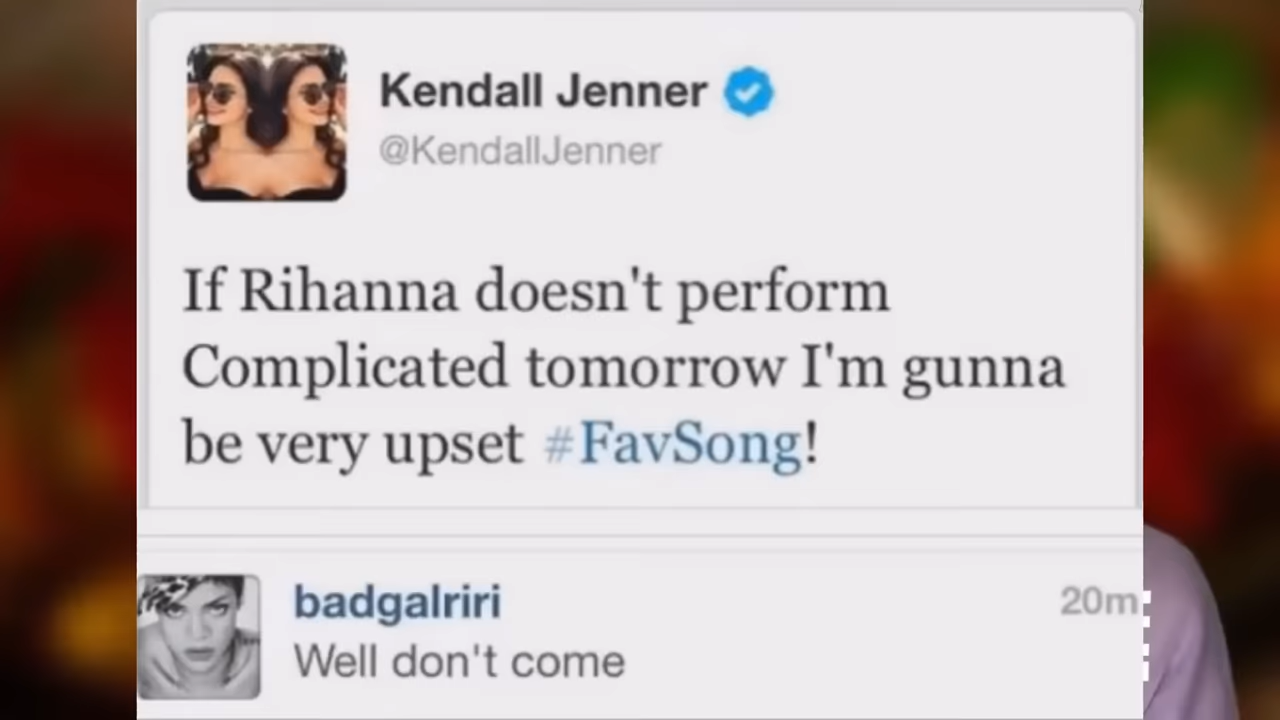 Kendall Jenner
@KendallJenner
If Rihanna doesn't perform
Complicated tomorrow I'm gunna
be very upset #FavSong!
badgalriri
20m
Well don't come